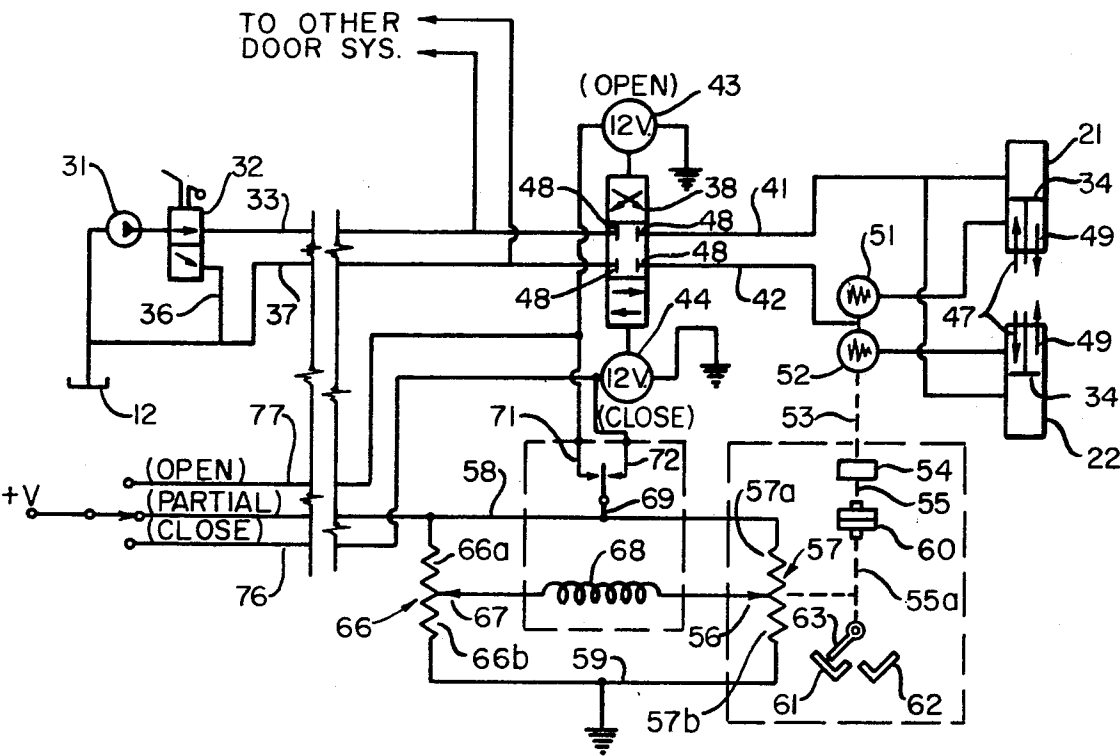 TO OTHER
DOOR SYS.
(OPEN)
43
12V.
31
32
33
48
38
48
41
21
34
49
51
48
48
42
36
37
44
47
49
12V.
52
34
12
(CLOSE)
53
22
77
71
72
54
(OPEN)
+V
(PARTIAL)
58
69
57a
55
(CLOSE)
60
66a
68
57
76
66
67
56
63
55a
66b
59
57b
61
62